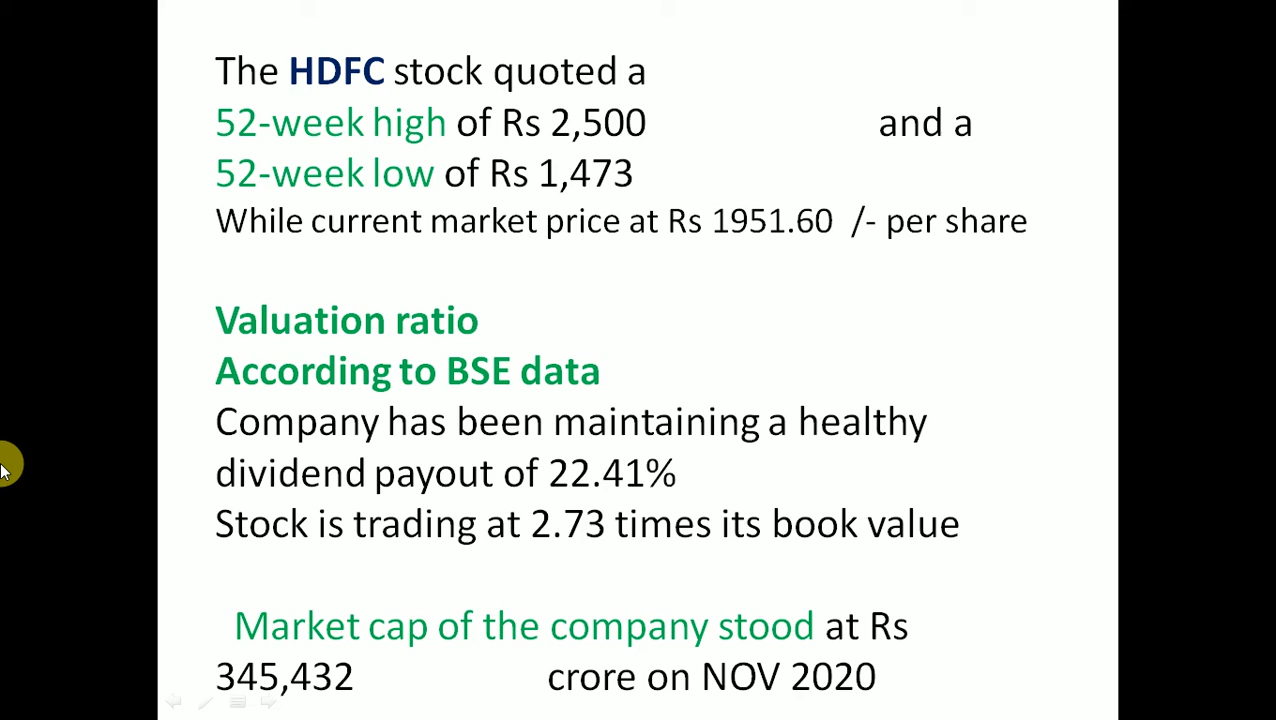 The HDFC stock quoted a
52-week high of Rs 2,500 and a
52-week low of Rs 1,473
While current market price at Rs 1951.60 /- per share
Valuation ratio
According to BSE data
Company has been maintaining a healthy
dividend payout of 22.41%
Stock is trading at 2.73 times its book value
Market cap of the company stood at Rs
345,432 crore on NOV 2020